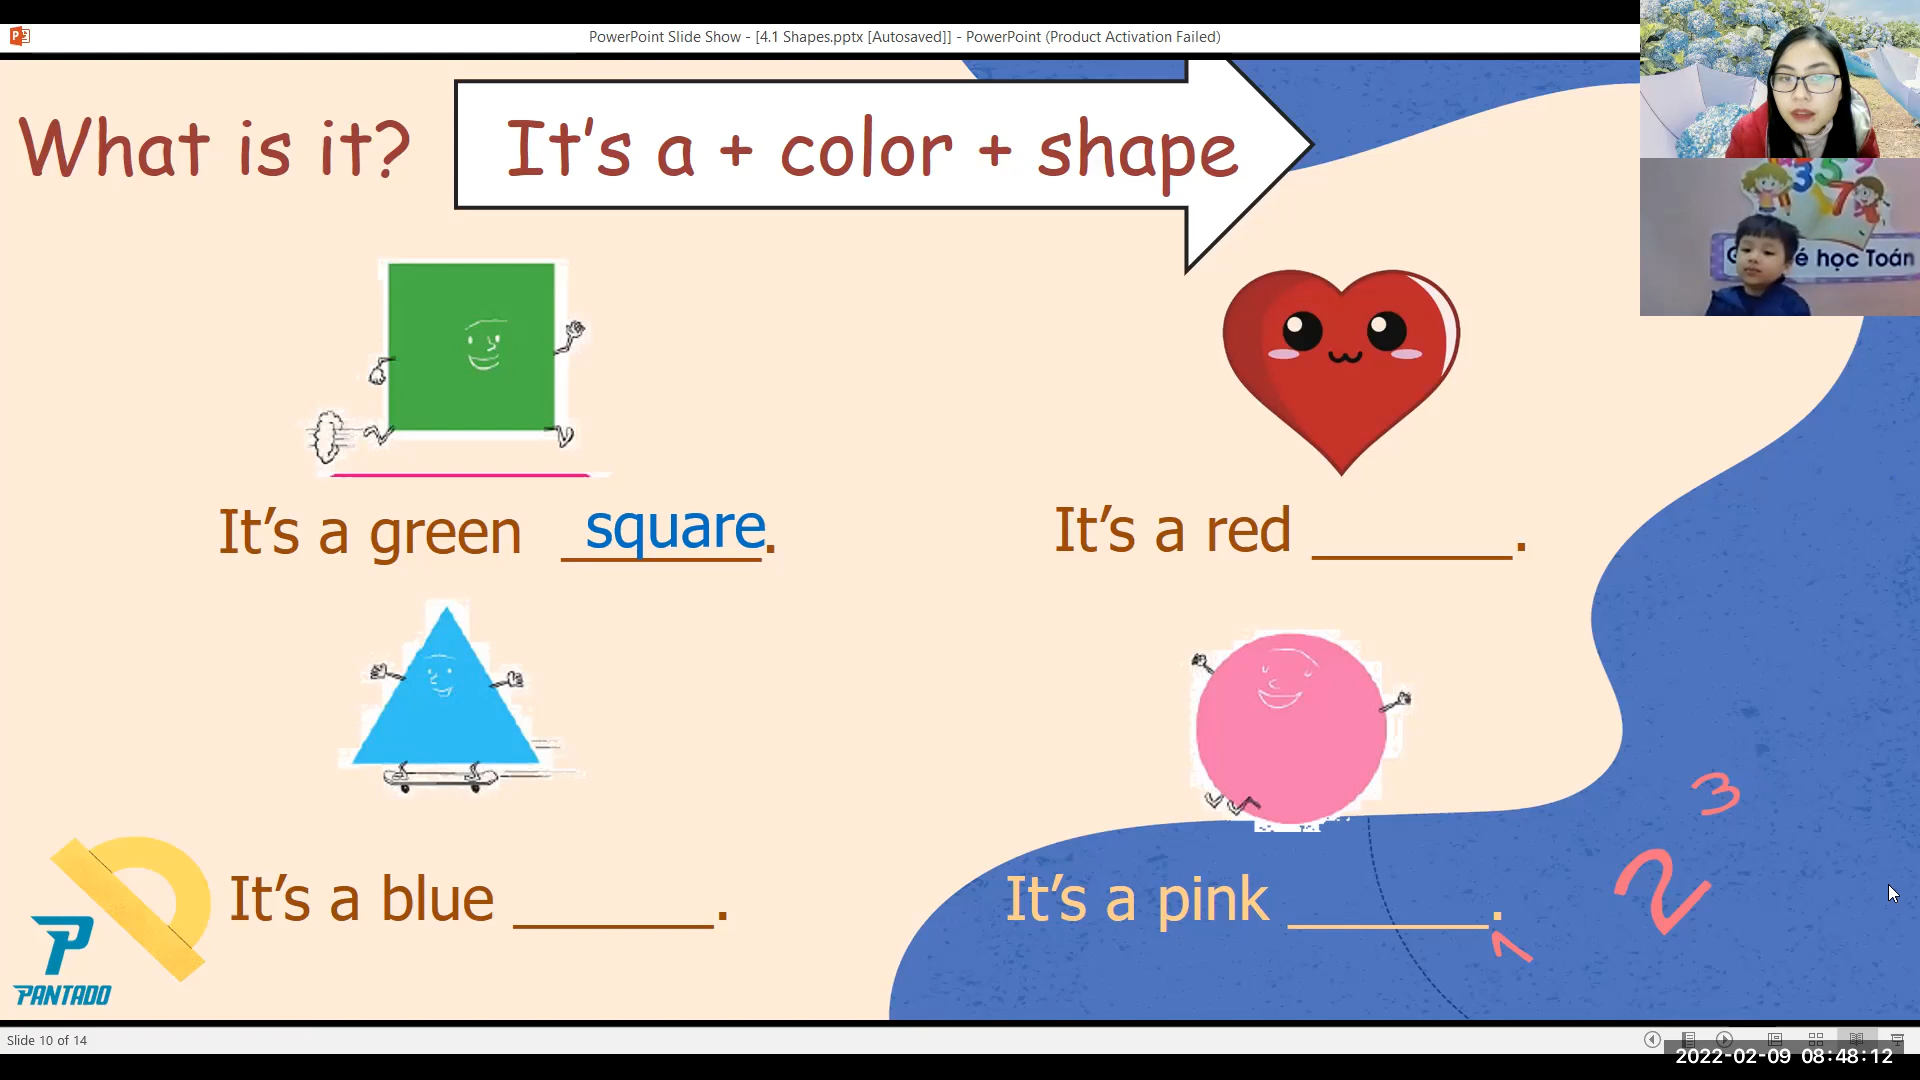 PowerPoint Slide Show - [4.1 Shapes.pptx [Autosaved]] - PowerPoint (Product Activation Failed)
What is it?
It's a + color + shape
357
é học Toán
It's a green square.
It's a red ______.
It's a blue ______.
It's a pink ______.
3
2
1
PANTADO
Slide 10 of 14
2022-02-09 08:48:12